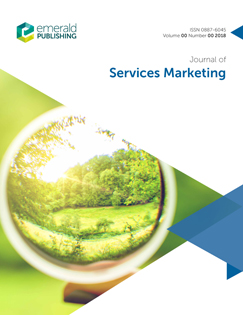 emerald
PUBLISHING
ISSN 0887-6045
Volume 00 Number 00 2018
Journal of
Services Marketing